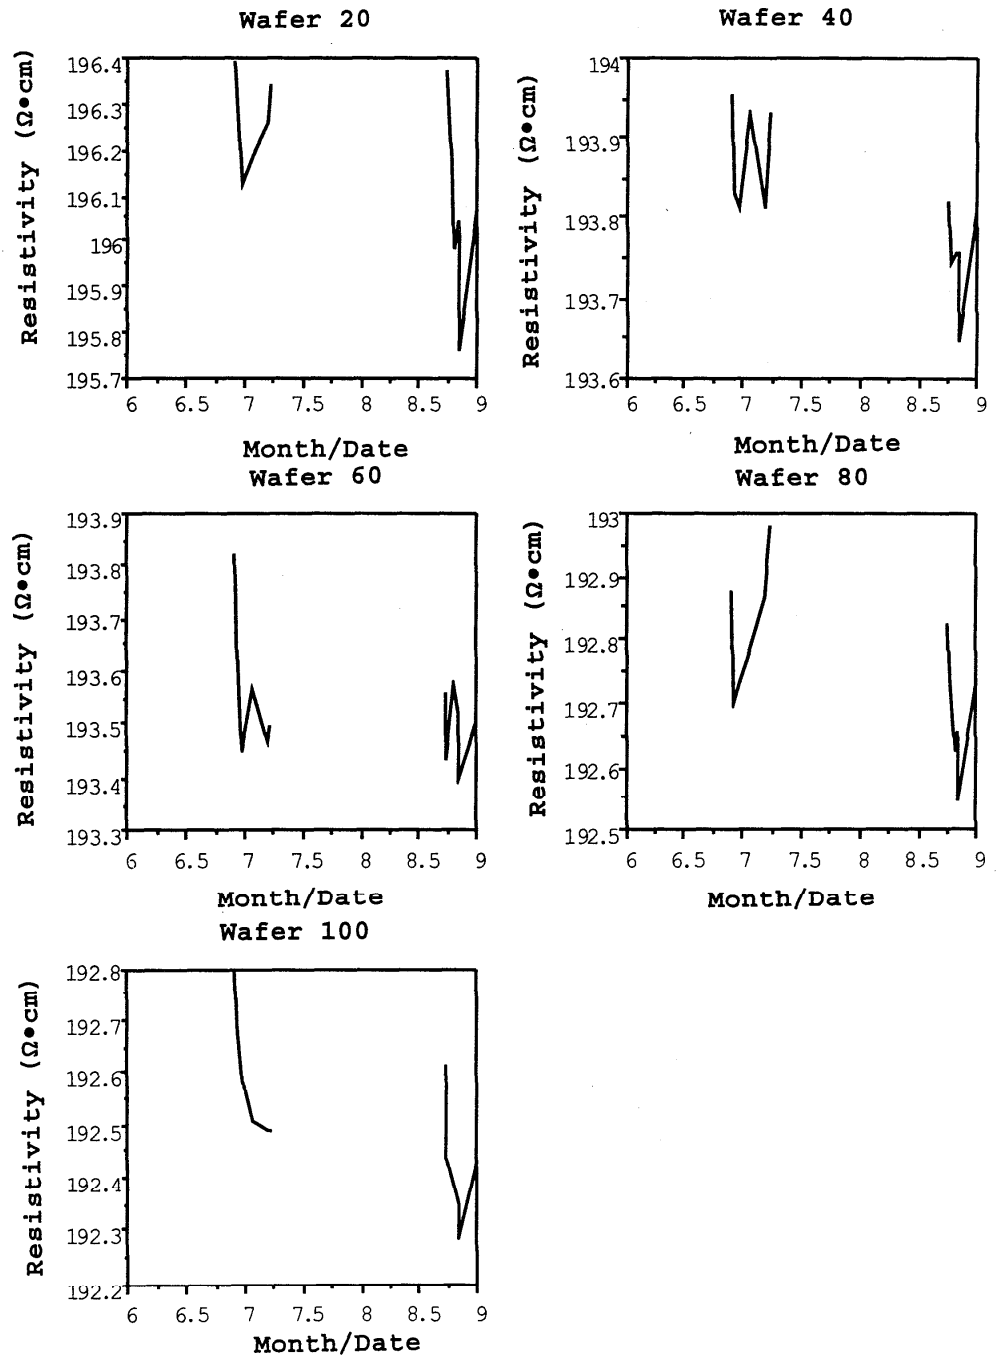 Wafer 20
Resistivity (Ω•cm)
196.4
196.3
196.2
196.1
196
195.9
195.8
195.7
6 6.5 7 7.5 8 8.5 9
Month/Date
Wafer 40
Resistivity (Ω•cm)
194
193.9
193.8
193.7
193.6
6 6.5 7 7.5 8 8.5 9
Month/Date
Wafer 60
Resistivity (Ω•cm)
193.9
193.8
193.7
193.6
193.5
193.4
193.3
6 6.5 7 7.5 8 8.5 9
Month/Date
Wafer 80
Resistivity (Ω•cm)
193
192.9
192.8
192.7
192.6
192.5
6 6.5 7 7.5 8 8.5 9
Month/Date
Wafer 100
Resistivity (Ω•cm)
192.8
192.7
192.6
192.5
192.4
192.3
192.2
6 6.5 7 7.5 8 8.5 9
Month/Date